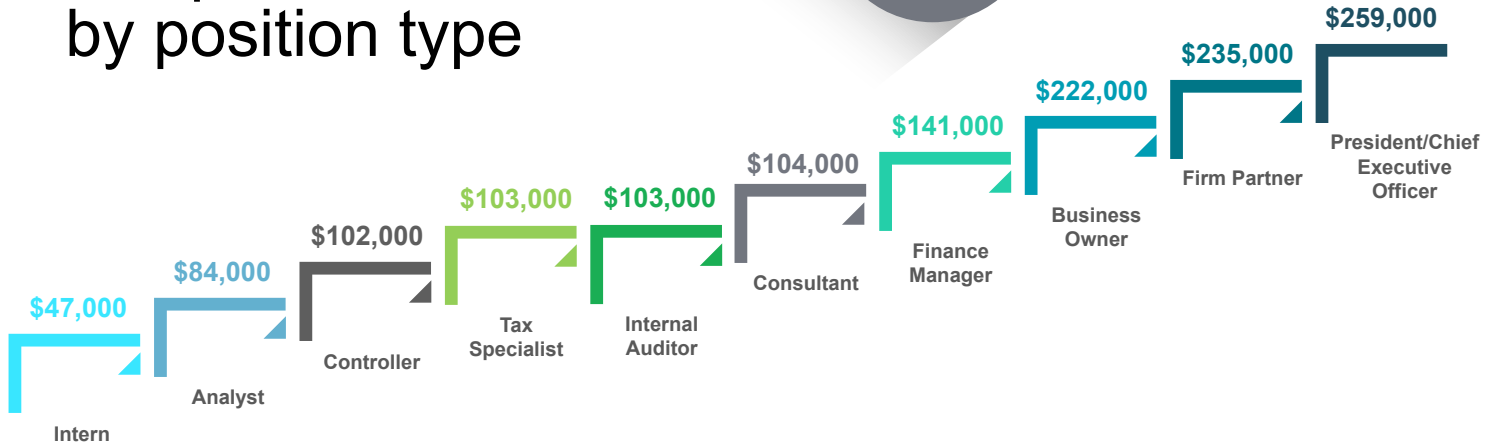 by position type
$47,000
Intern
$84,000
Analyst
$102,000
Controller
$103,000
Tax
Specialist
$103,000
Internal
Auditor
$104,000
Consultant
$141,000
Finance
Manager
$222,000
Business
Owner
$235,000
Firm Partner
$259,000
President/Chief
Executive
Officer